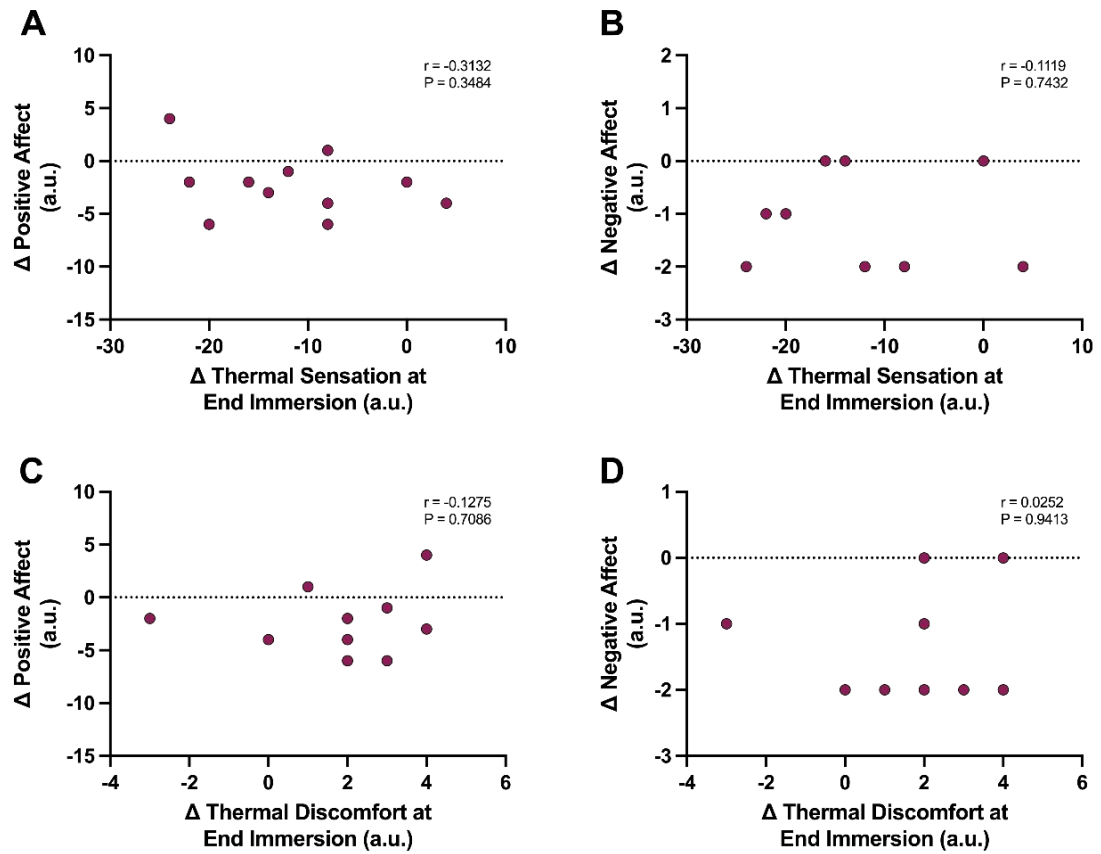 A
r = -0.3132
P = 0.3484
Δ Positive Affect
(a.u.)
10
5
0
-5
-10
-15
-30
-20
-10
0
10
Δ Thermal Sensation at
End Immersion (a.u.)
B
r = -0.1119
P = 0.7432
Δ Negative Affect
(a.u.)
2
1
0
-1
-2
-3
-30
-20
-10
0
10
Δ Thermal Sensation at
End Immersion (a.u.)
C
r = -0.1275
P = 0.7086
Δ Positive Affect
(a.u.)
10
5
0
-5
-10
-15
-4
-2
0
2
4
6
Δ Thermal Discomfort at
End Immersion (a.u.)
D
r = 0.0252
P = 0.9413
Δ Negative Affect
(a.u.)
1
0
-1
-2
-3
-4
-2
0
2
4
6
Δ Thermal Discomfort at
End Immersion (a.u.)